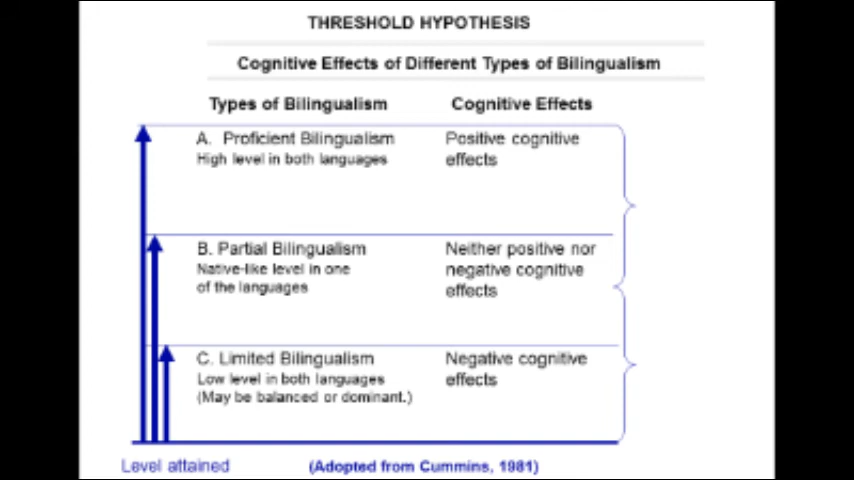 THRESHOLD HYPOTHESIS
Cognitive Effects of Different Types of Bilingualism
Types of Bilingualism Cognitive Effects
A. Proficient Bilingualism
High level in both languages
Positive cognitive
effects
B. Partial Bilingualism
Native-like level in one
of the languages
Neither positive nor
negative cognitive
effects
C. Limited Bilingualism
Low level in both languages
(May be balanced or dominant.)
Negative cognitive
effects
Level attained (Adopted from Cummins, 1981)